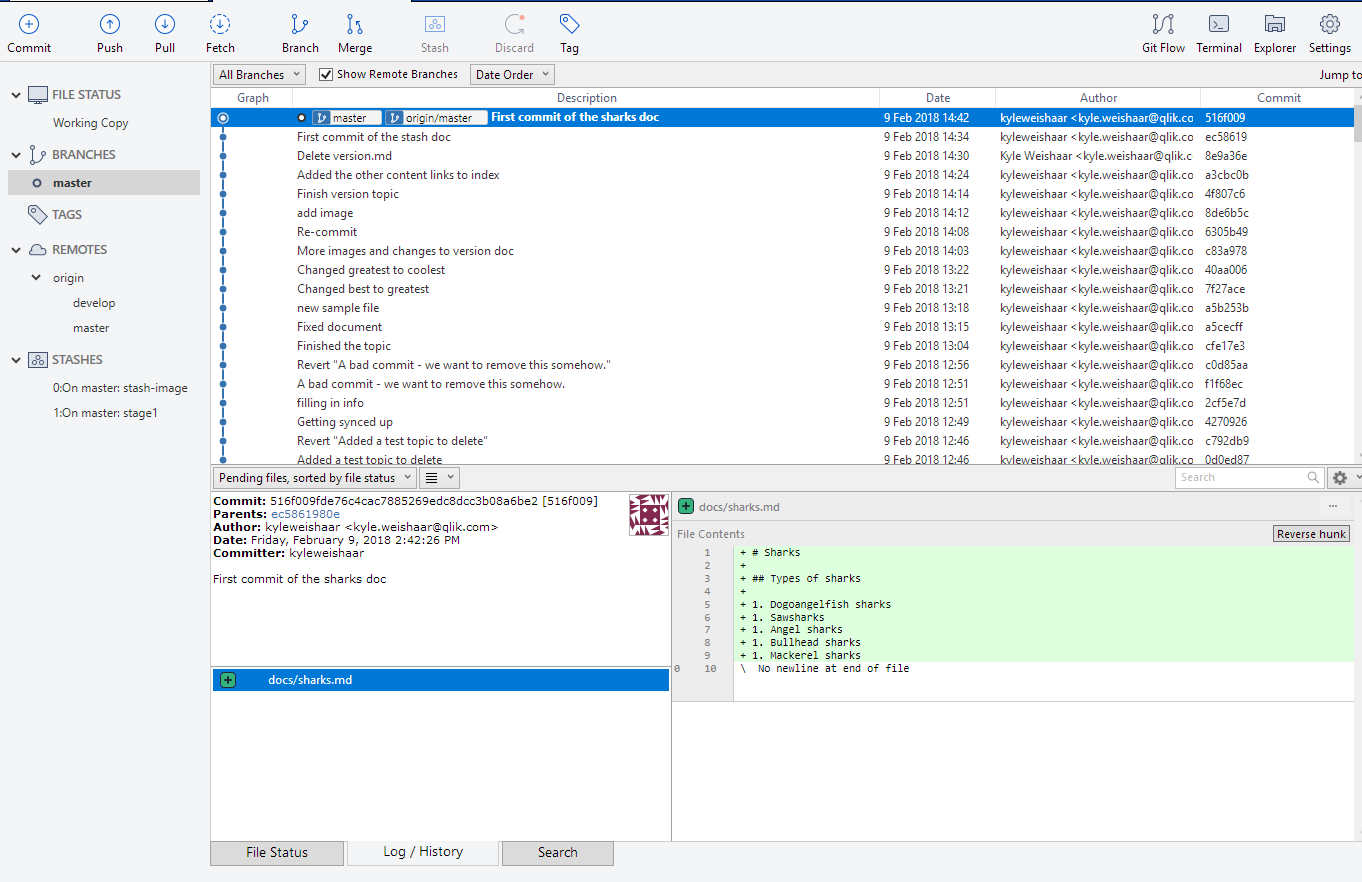 Commit Push Pull Fetch Branch Merge Stash Discard Tag Git Flow Terminal Explorer Settings
All Branches Show Remote Branches Date Order Jump to
FILE STATUS
Working Copy
BRANCHES
master
TAGS
REMOTES
origin
develop
master
STASHES
0:On master: stash-image
1:On master: stage1
Graph Description Date Author Commit
master origin/master First commit of the sharks doc 9 Feb 2018 14:42 kyleweishaar <kyle.weishaar@qlik.co 516f009
First commit of the stash doc 9 Feb 2018 14:34 kyleweishaar <kyle.weishaar@qlik.co ec58619
Delete version.md 9 Feb 2018 14:30 Kyle Weishaar <kyle.weishaar@qlik.c 8e9a36e
Added the other content links to index 9 Feb 2018 14:24 kyleweishaar <kyle.weishaar@qlik.co a3cbc0b
Finish version topic 9 Feb 2018 14:14 kyleweishaar <kyle.weishaar@qlik.co 4f807c6
add image 9 Feb 2018 14:12 kyleweishaar <kyle.weishaar@qlik.co 8de6b5c
Re-commit 9 Feb 2018 14:08 kyleweishaar <kyle.weishaar@qlik.co 6305b49
More images and changes to version doc 9 Feb 2018 14:03 kyleweishaar <kyle.weishaar@qlik.co c83a978
Changed greatest to coolest 9 Feb 2018 13:22 kyleweishaar <kyle.weishaar@qlik.co 40aa006
Changed best to greatest 9 Feb 2018 13:21 kyleweishaar <kyle.weishaar@qlik.co 7f27ace
new sample file 9 Feb 2018 13:18 kyleweishaar <kyle.weishaar@qlik.co a5b253b
Fixed document 9 Feb 2018 13:15 kyleweishaar <kyle.weishaar@qlik.co a5cecff
Finished the topic 9 Feb 2018 13:04 kyleweishaar <kyle.weishaar@qlik.co cfe17e3
Revert "A bad commit - we want to remove this somehow." 9 Feb 2018 12:56 kyleweishaar <kyle.weishaar@qlik.co c0d85aa
A bad commit - we want to remove this somehow. 9 Feb 2018 12:51 kyleweishaar <kyle.weishaar@qlik.co f1f68ec
filling in info 9 Feb 2018 12:51 kyleweishaar <kyle.weishaar@qlik.co 2cf5e7d
Getting synced up 9 Feb 2018 12:49 kyleweishaar <kyle.weishaar@qlik.co 4270926
Revert "Added a test topic to delete" 9 Feb 2018 12:46 kyleweishaar <kyle.weishaar@qlik.co c792db9
Added a test topic to delete 9 Feb 2018 12:46 kyleweishaar <kyle.weishaar@qlik.co 0d0ed87
Pending files, sorted by file status Search
Commit: 516f009fde76c4cac7885269edc8dcc3b08a6be2 [516f009]
Parents: ec5861980e
Author: kyleweishaar <kyle.weishaar@qlik.com>
Date: Friday, February 9, 2018 2:42:26 PM
Committer: kyleweishaar
First commit of the sharks doc
docs/sharks.md
docs/sharks.md ...
File Contents Reverse hunk
1 + # Sharks
2 +
3 + ## Types of sharks
4 +
5 + 1. Dogoangelfish sharks
6 + 1. Sawsharks
7 + 1. Angel sharks
8 + 1. Bullhead sharks
9 + 1. Mackerel sharks
0 10 \ No newline at end of file
File Status Log / History Search